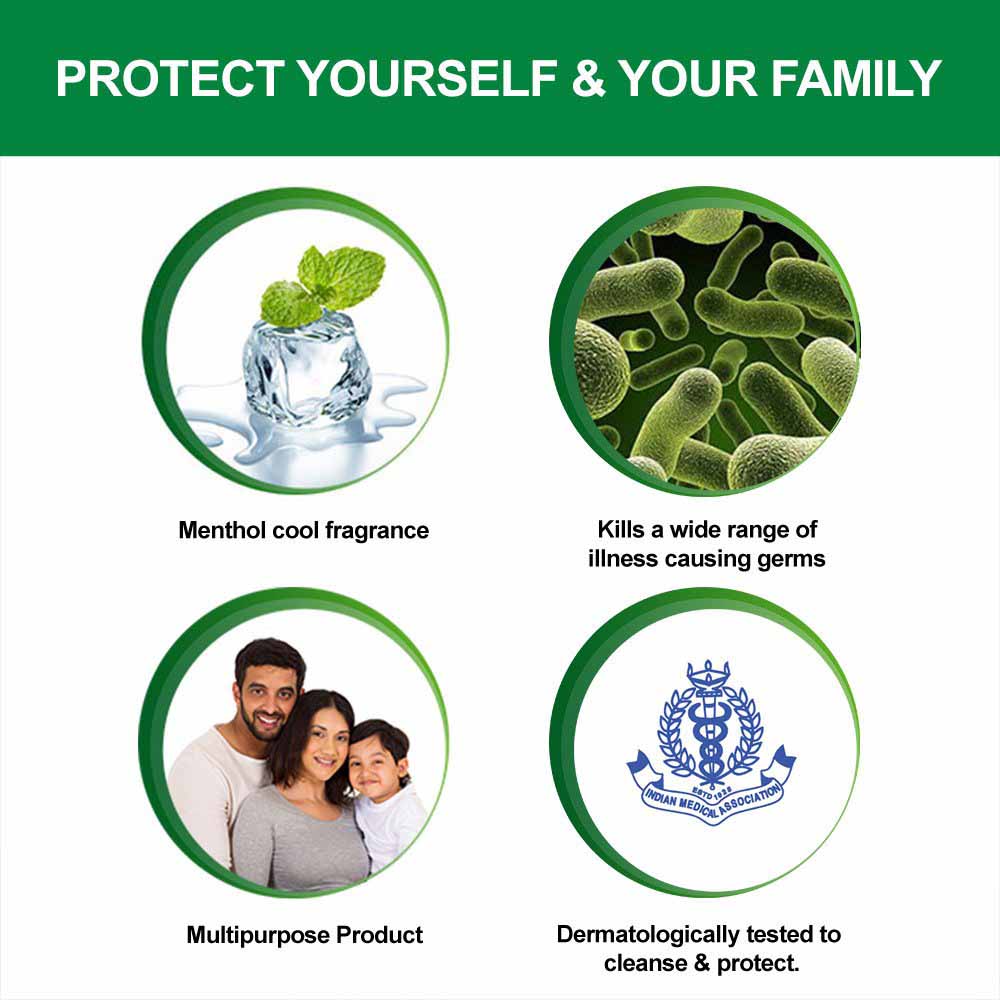 PROTECT YOURSELF & YOUR FAMILY
Menthol cool fragrance
Kills a wide range of
illness causing germs
ESTD 1928
INDIAN MEDICAL ASSOCIATION
Multipurpose Product
Dermatologically tested to
cleanse & protect.